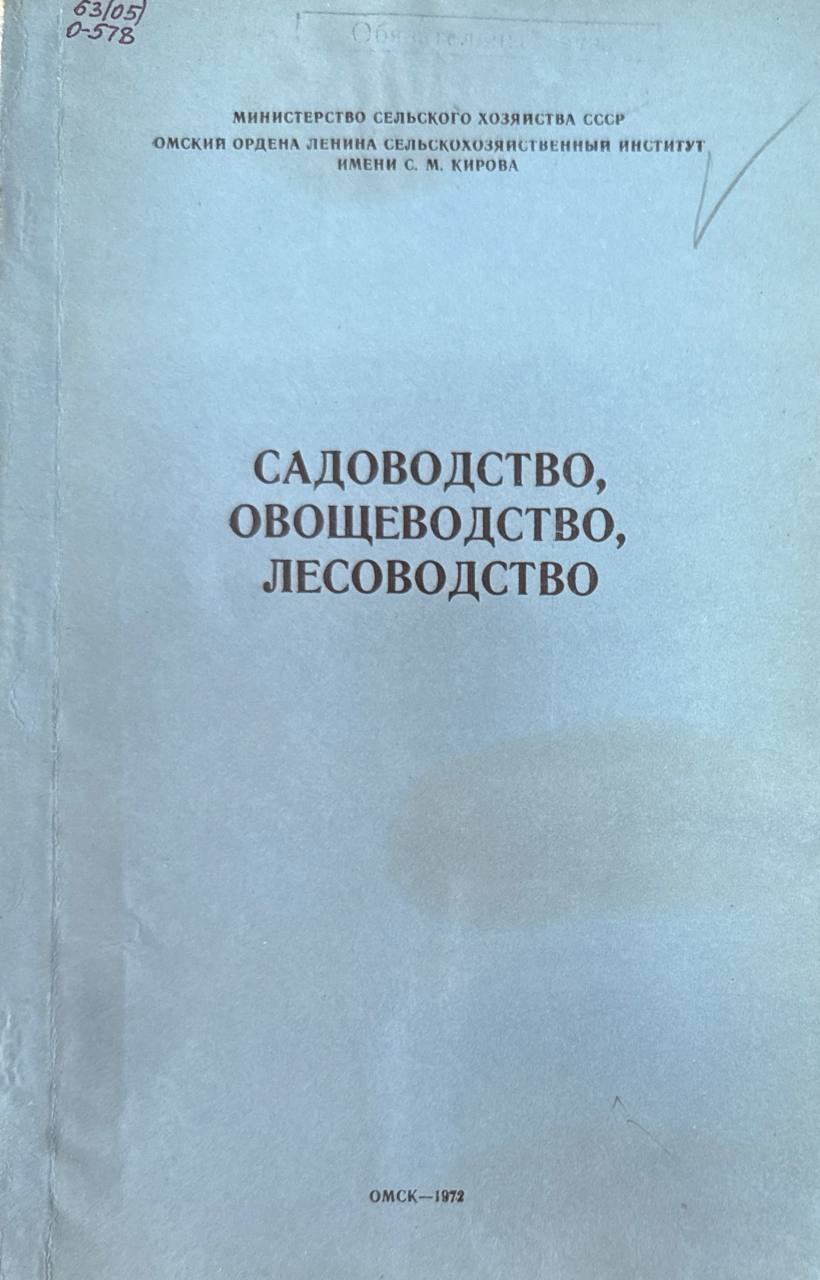 63/05/
О-578
МИНИСТЕРСТВО СЕЛЬСКОГО ХОЗЯЙСТВА СССР
ОМСКИЙ ОРДЕНА ЛЕНИНА СЕЛЬСКОХОЗЯЙСТВЕННЫЙ ИНСТИТУТ
ИМЕНИ С. М. КИРОВА
САДОВОДСТВО,
ОВОЩЕВОДСТВО,
ЛЕСОВОДСТВО
ОМСК—1972